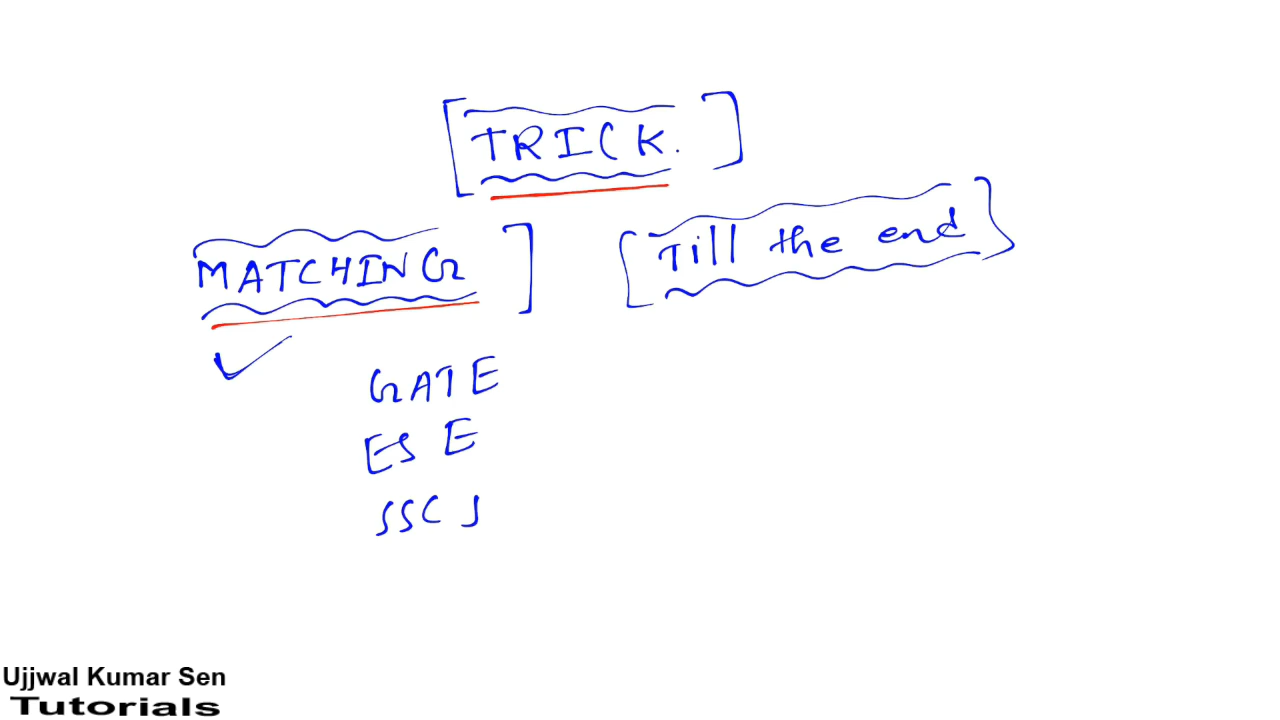 [TRICK.]
MATCHING] [Till the end]
GATE
ESE
SSC J
Ujjwal Kumar Sen
Tutorials